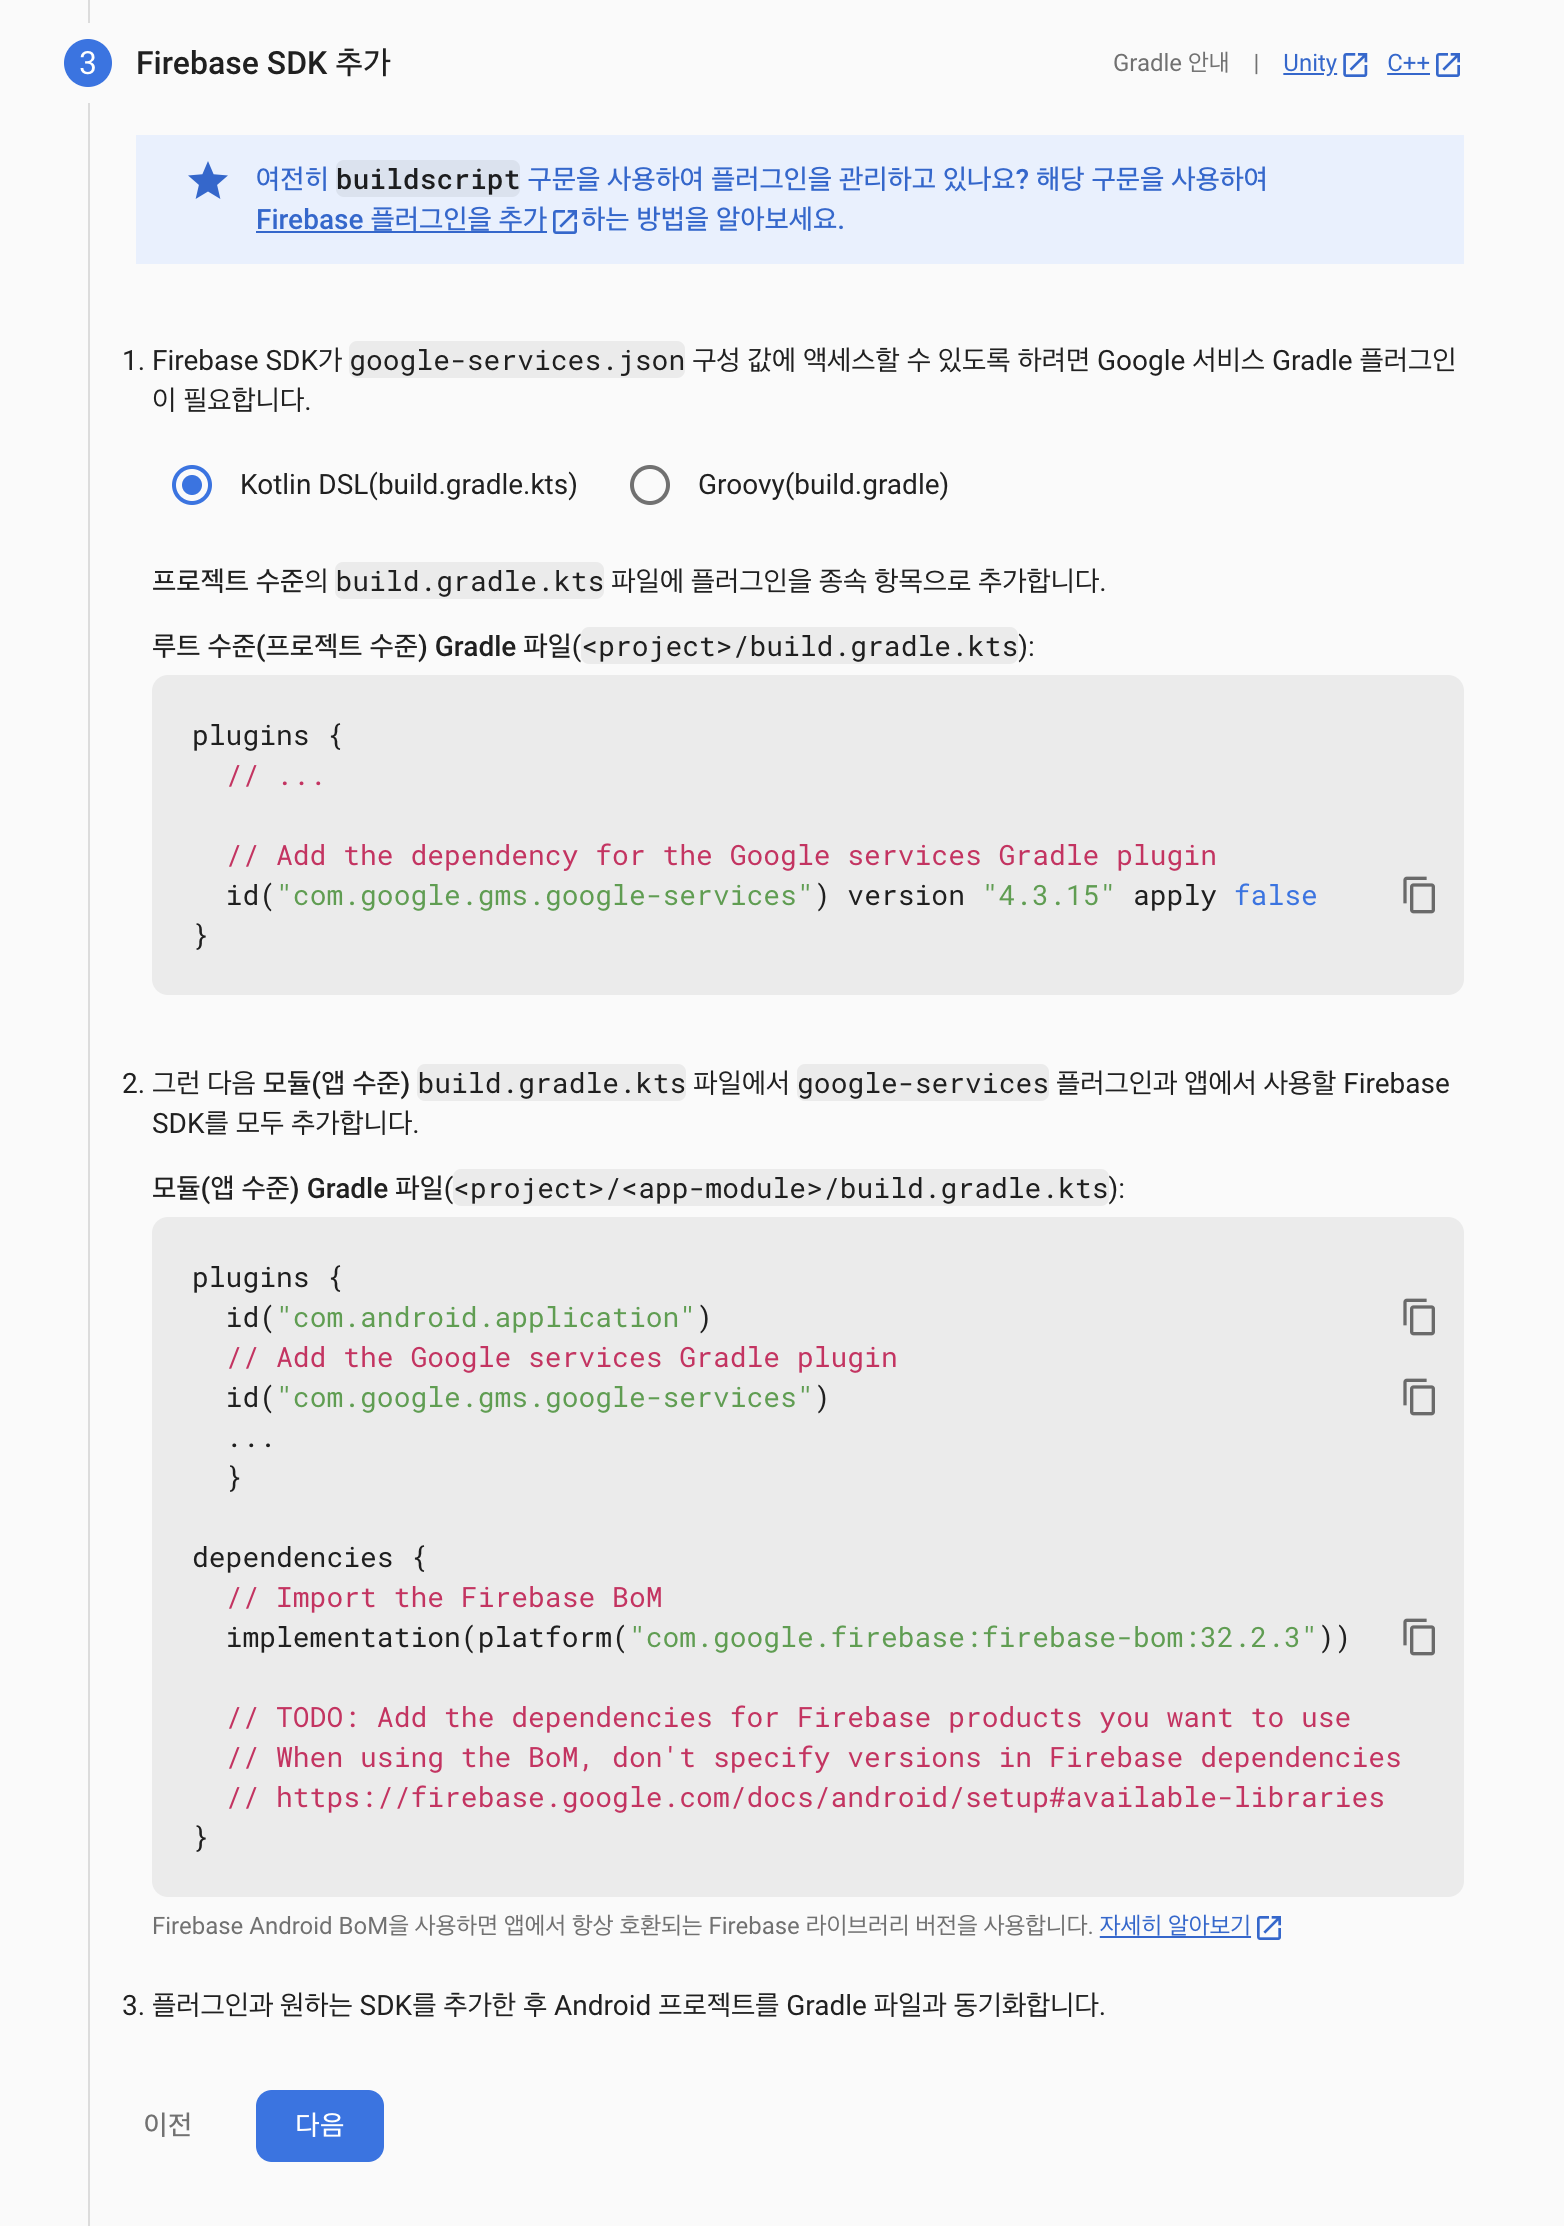 3 Firebase SDK 추가
Gradle 안내 | Unity C++
여전히 buildscript 구문을 사용하여 플러그인을 관리하고 있나요? 해당 구문을 사용하여
Firebase 플러그인을 추가 하는 방법을 알아보세요.
1. Firebase SDK가 google-services.json 구성 값에 액세스할 수 있도록 하려면 Google 서비스 Gradle 플러그인
이 필요합니다.
Kotlin DSL(build.gradle.kts) Groovy(build.gradle)
프로젝트 수준의 build.gradle.kts 파일에 플러그인을 종속 항목으로 추가합니다.
루트 수준(프로젝트 수준) Gradle 파일(<project>/build.gradle.kts):
plugins {
  // ...
  // Add the dependency for the Google services Gradle plugin
  id("com.google.gms.google-services") version "4.3.15" apply false
}
2. 그런 다음 모듈(앱 수준) build.gradle.kts 파일에서 google-services 플러그인과 앱에서 사용할 Firebase
SDK를 모두 추가합니다.
모듈(앱 수준) Gradle 파일(<project>/<app-module>/build.gradle.kts):
plugins {
  id("com.android.application")
  // Add the Google services Gradle plugin
  id("com.google.gms.google-services")
  ...
  }
dependencies {
  // Import the Firebase BoM
  implementation(platform("com.google.firebase:firebase-bom:32.2.3"))
  // TODO: Add the dependencies for Firebase products you want to use
  // When using the BoM, don't specify versions in Firebase dependencies
  // https://firebase.google.com/docs/android/setup#available-libraries
}
Firebase Android BoM을 사용하면 앱에서 항상 호환되는 Firebase 라이브러리 버전을 사용합니다. 자세히 알아보기
3. 플러그인과 원하는 SDK를 추가한 후 Android 프로젝트를 Gradle 파일과 동기화합니다.
이전 다음